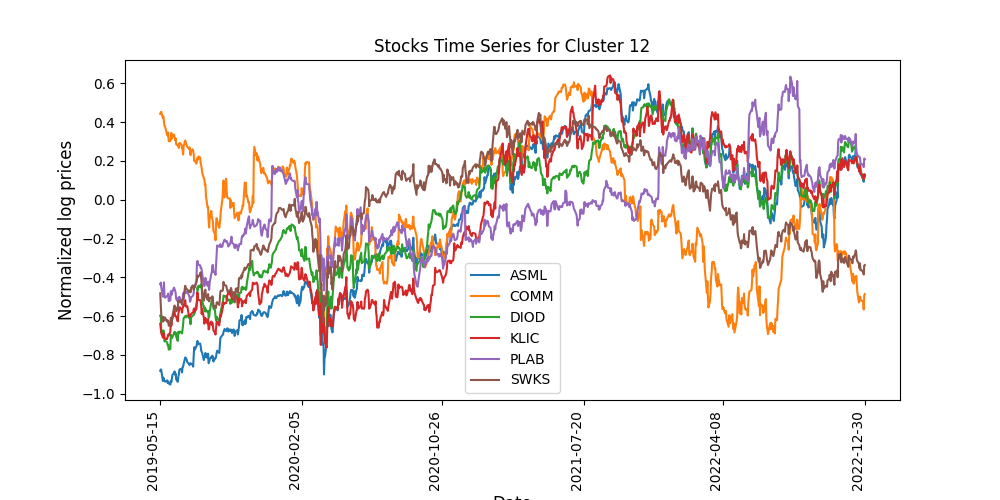 Stocks Time Series for Cluster 12
Normalized log prices
0.6
0.4
0.2
0.0
−0.2
−0.4
−0.6
−0.8
−1.0
ASML
COMM
DIOD
KLIC
PLAB
SWKS
2019-05-15
2020-02-05
2020-10-26
2021-07-20
2022-04-08
2022-12-30
Date